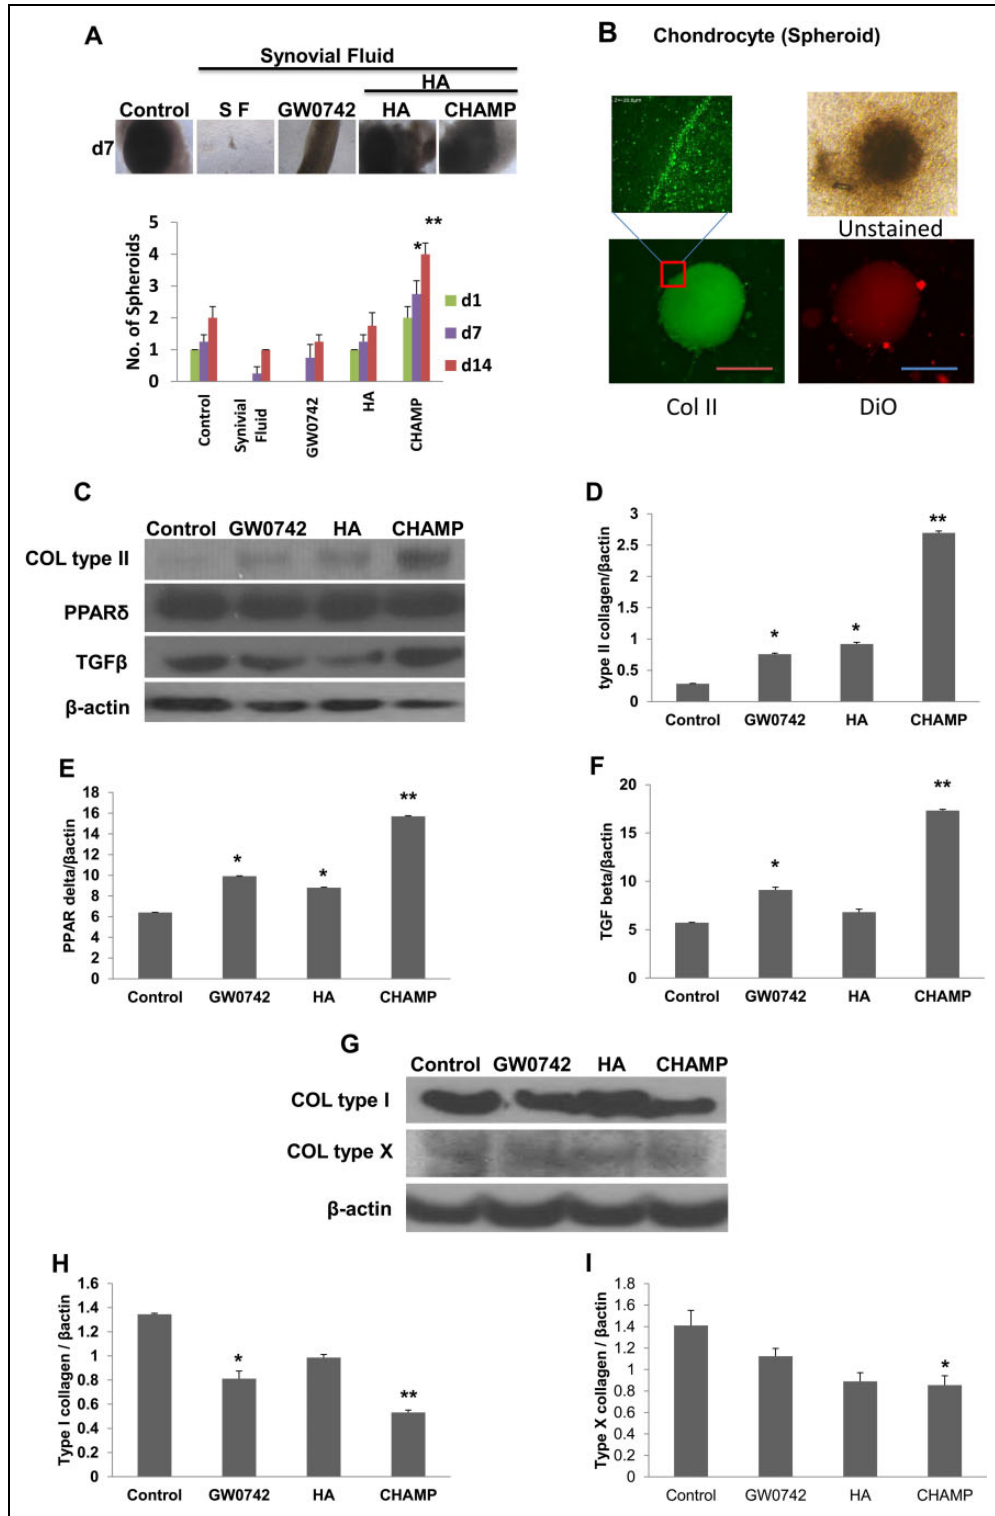 A
Synovial Fluid
HA
Control S F GW0742 HA CHAMP
d7
No. of Spheroids
5
4
3
2
1
0
**
*
d1
d7
d14
Control
Synivial
Fluid
GW0742
HA
CHAMP
B
Chondrocyte (Spheroid)
Unstained
Col II
DiO
C
Control GW0742 HA CHAMP
COL type II
PPARδ
TGFβ
β-actin
D
type II collagen/βactin
3
2.5
2
1.5
1
0.5
0
*
*
**
Control GW0742 HA CHAMP
E
PPAR delta/βactin
18
16
14
12
10
8
6
4
2
0
*
*
**
Control GW0742 HA CHAMP
F
TGF beta/βactin
20
15
10
5
0
*
**
Control GW0742 HA CHAMP
G
Control GW0742 HA CHAMP
COL type I
COL type X
β-actin
H
Type I collagen / βactin
1.6
1.4
1.2
1
0.8
0.6
0.4
0.2
0
*
**
Control GW0742 HA CHAMP
I
Type X collagen / βactin
1.8
1.6
1.4
1.2
1
0.8
0.6
0.4
0.2
0
*
Control GW0742 HA CHAMP